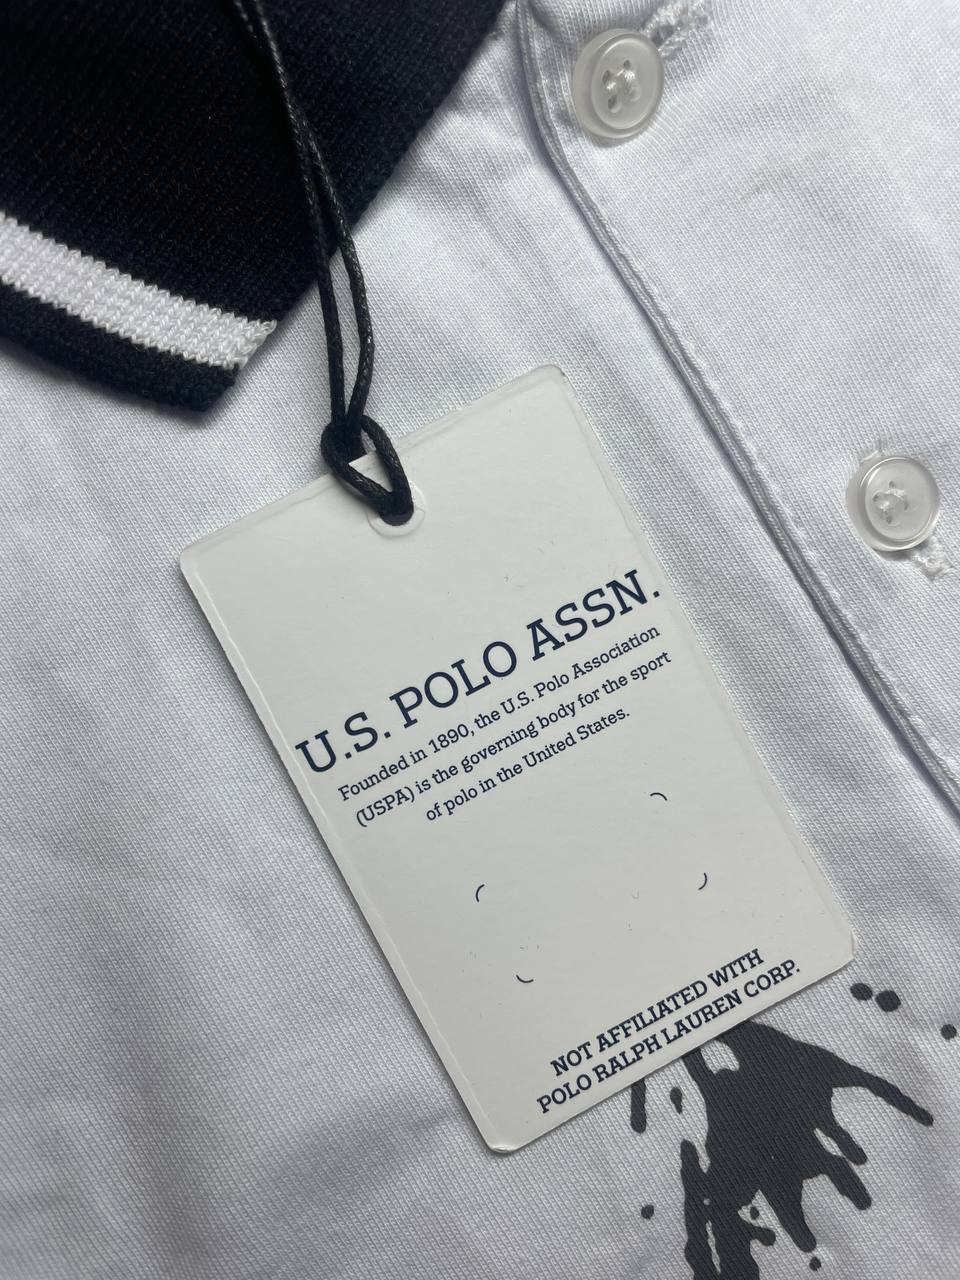 U.S. POLO ASSN.
Founded in 1890, the U.S. Polo Association
(USPA) is the governing body for the sport
of polo in the United States.
NOT AFFILIATED WITH
POLO RALPH LAUREN CORP.